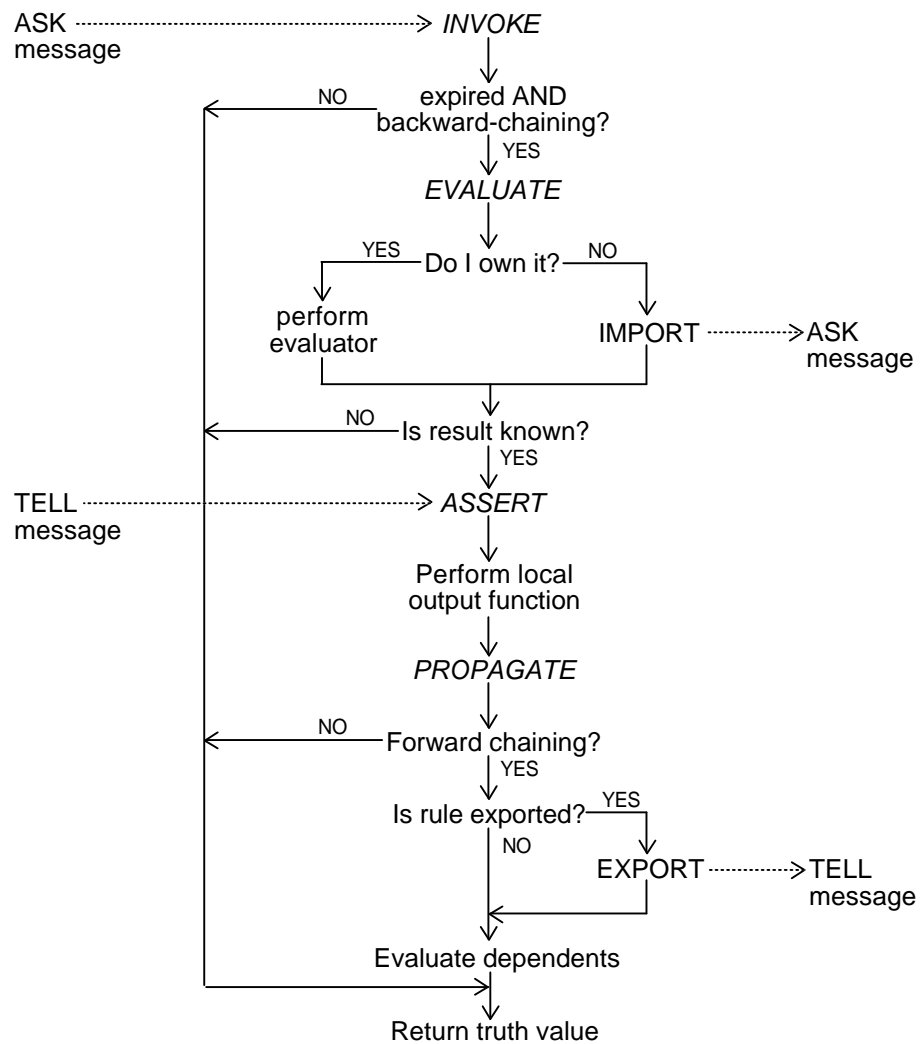 ASK
message
INVOKE
NO
expired AND
backward-chaining?
YES
EVALUATE
YES
Do I own it?
NO
perform
evaluator
IMPORT
ASK
message
NO
Is result known?
YES
TELL
message
ASSERT
Perform local
output function
PROPAGATE
NO
Forward chaining?
YES
Is rule exported?
YES
NO
EXPORT
TELL
message
Evaluate dependents
Return truth value